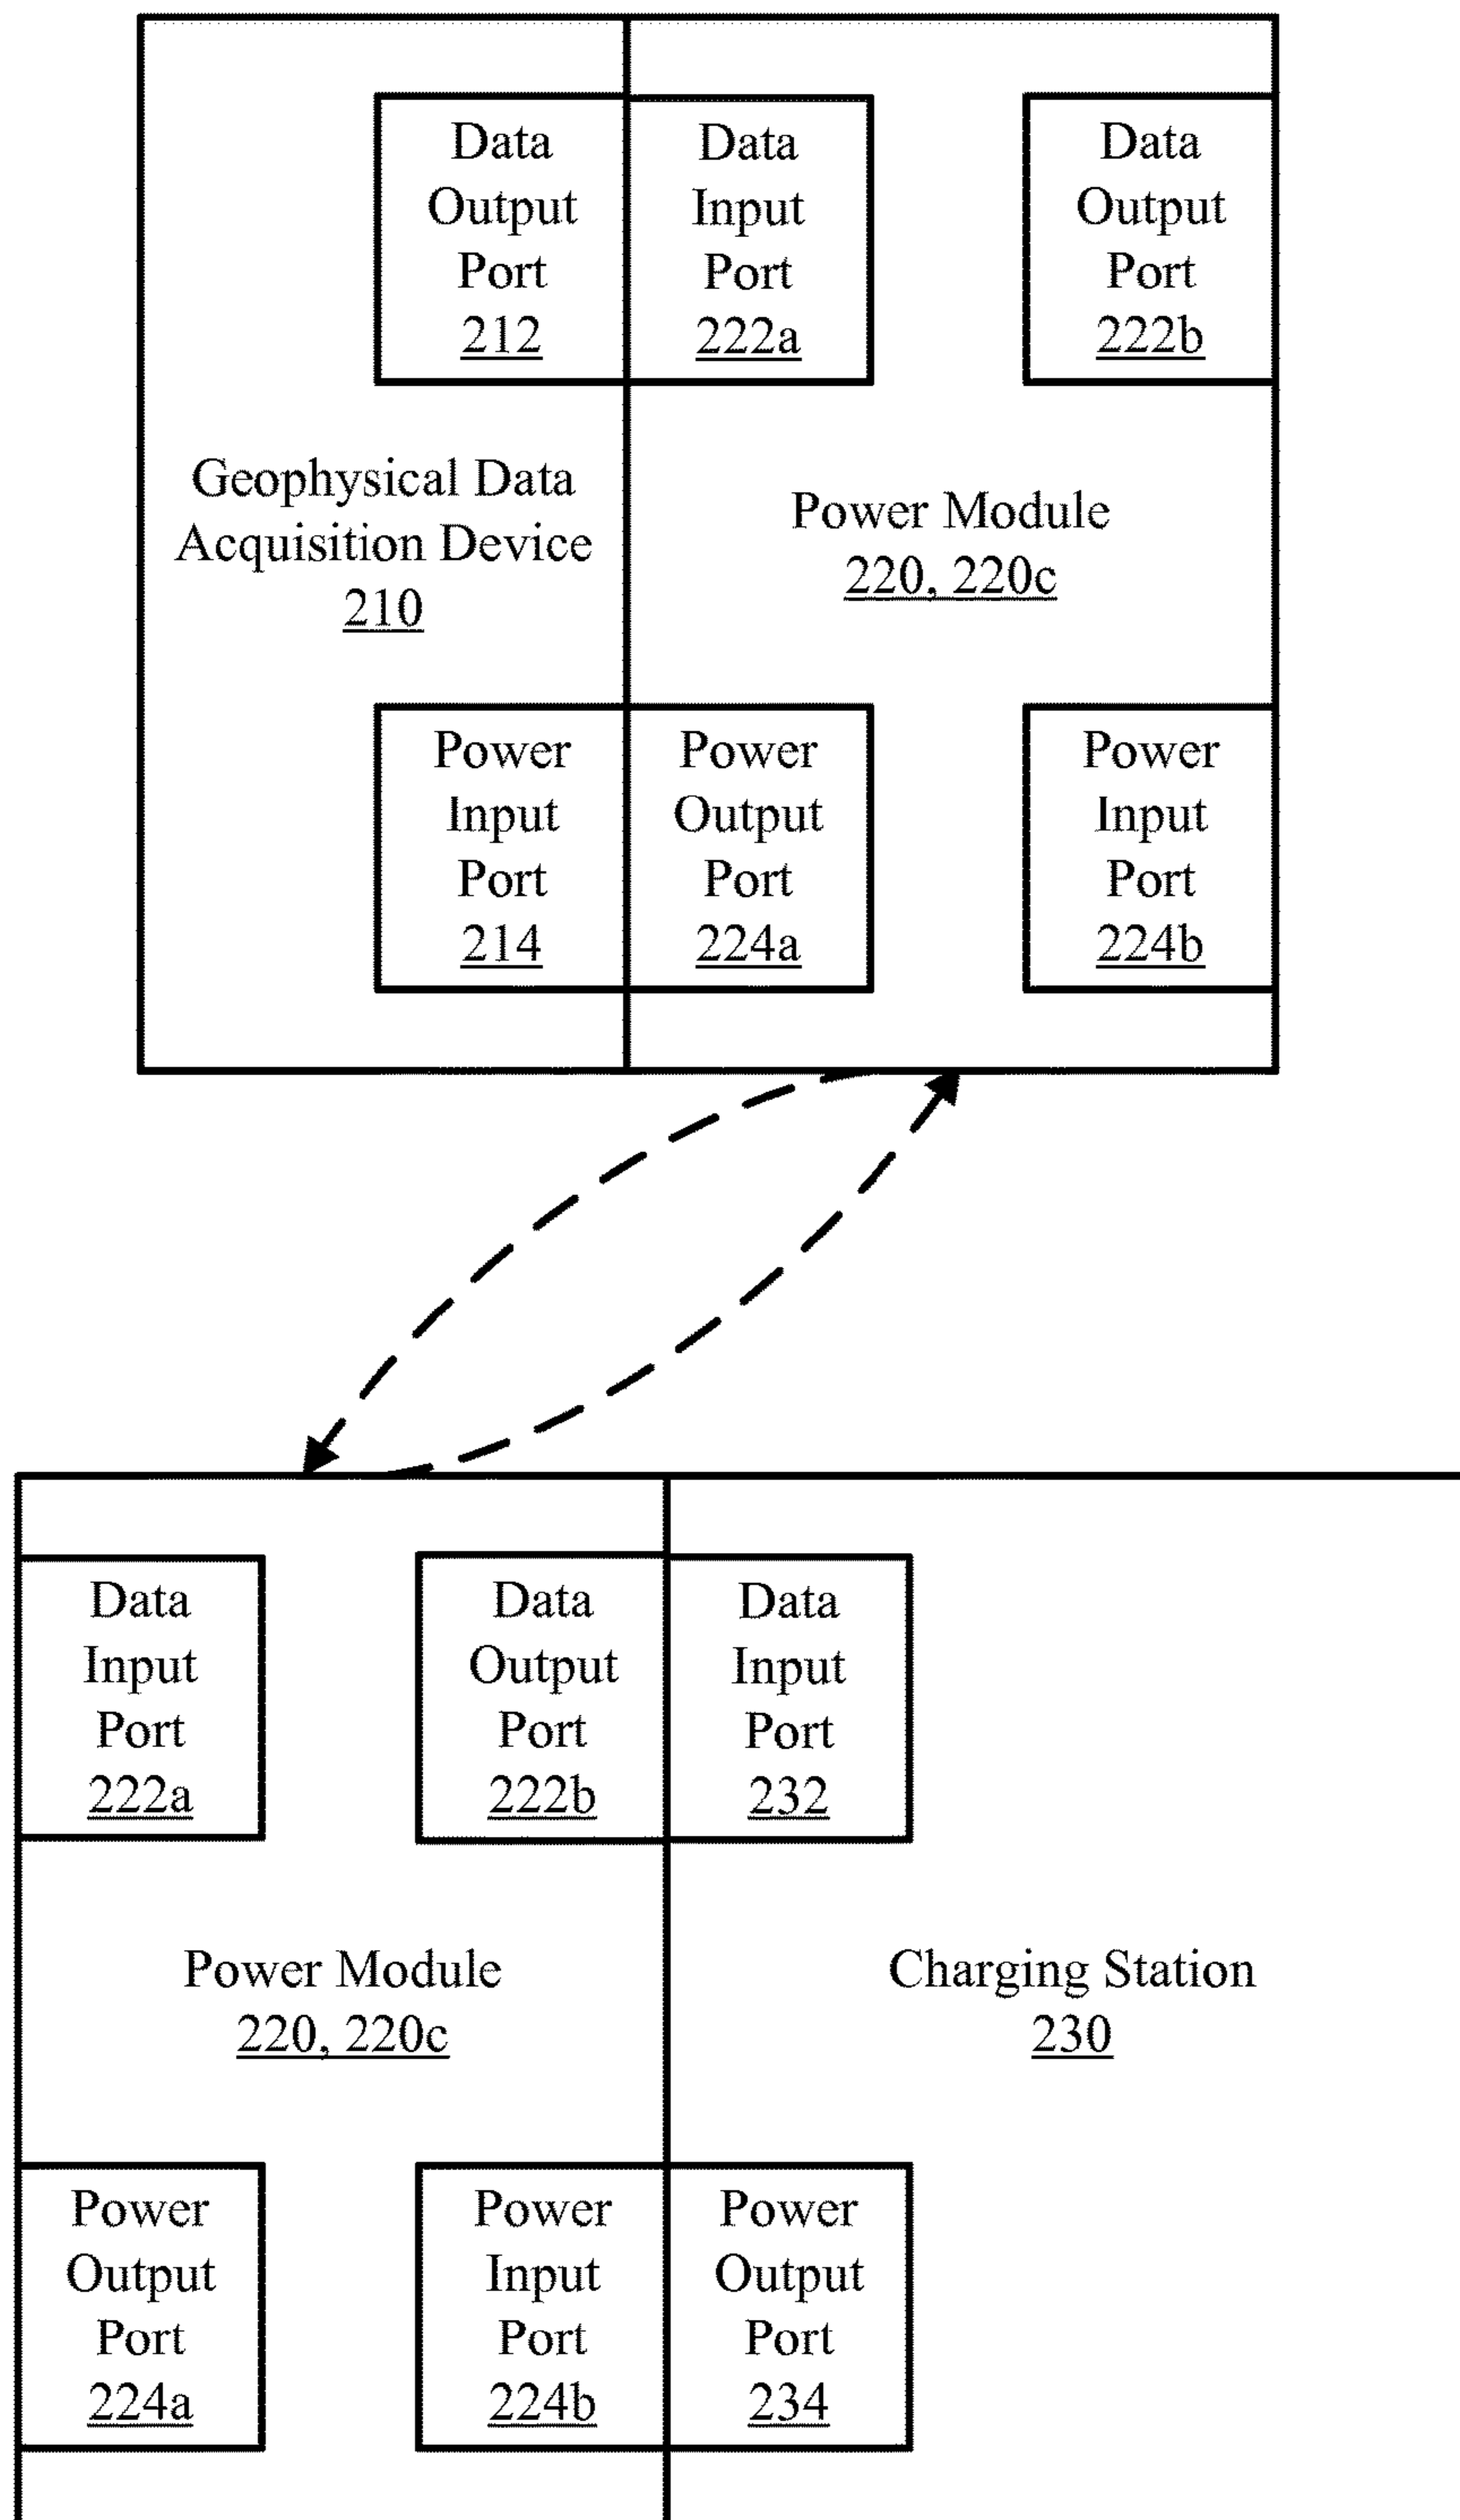 Data
Output
Port
212
Data
Input
Port
222a
Data
Output
Port
222b
Geophysical Data
Acquisition Device
210
Power Module
220, 220c
Power
Input
Port
214
Power
Output
Port
224a
Power
Input
Port
224b
Data
Input
Port
222a
Data
Output
Port
222b
Data
Input
Port
232
Power Module
220, 220c
Charging Station
230
Power
Output
Port
224a
Power
Input
Port
224b
Power
Output
Port
234